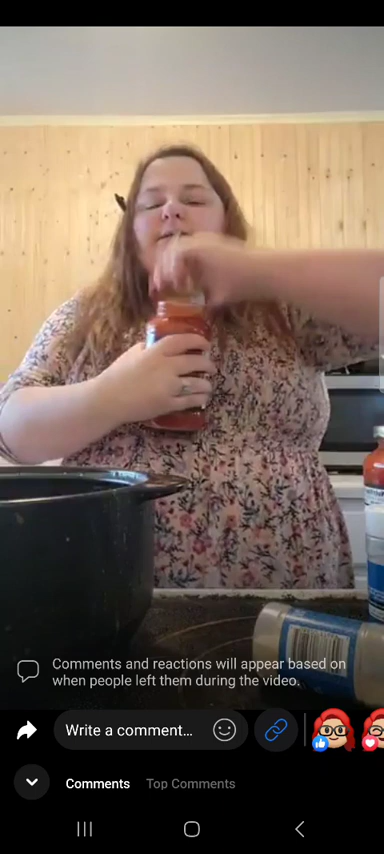 Comments and reactions will appear based on
when people left them during the video.
Write a comment...
Comments Top Comments